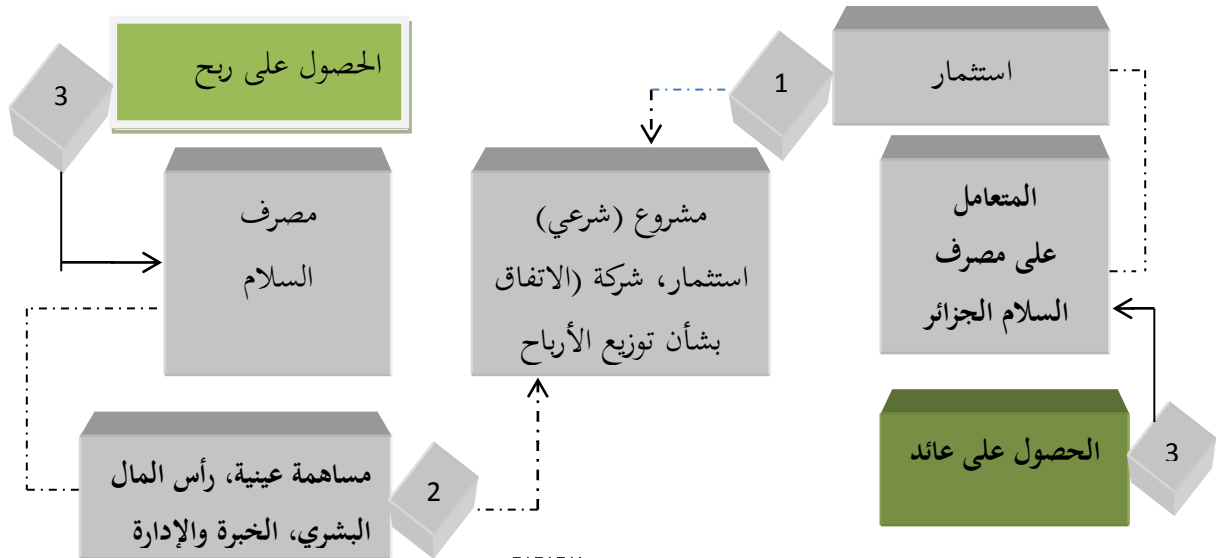 استثمار
1
الحصول على ربح
3
المتعامل
على مصرف
السلام الجزائر
مشروع (شرعي)
استثمار، شركة (الاتفاق
بشأن توزيع الأرباح
مصرف
السلام
الحصول على عائد
3
مساهمة عينية، رأس المال
البشري، الخبرة والإدارة
2